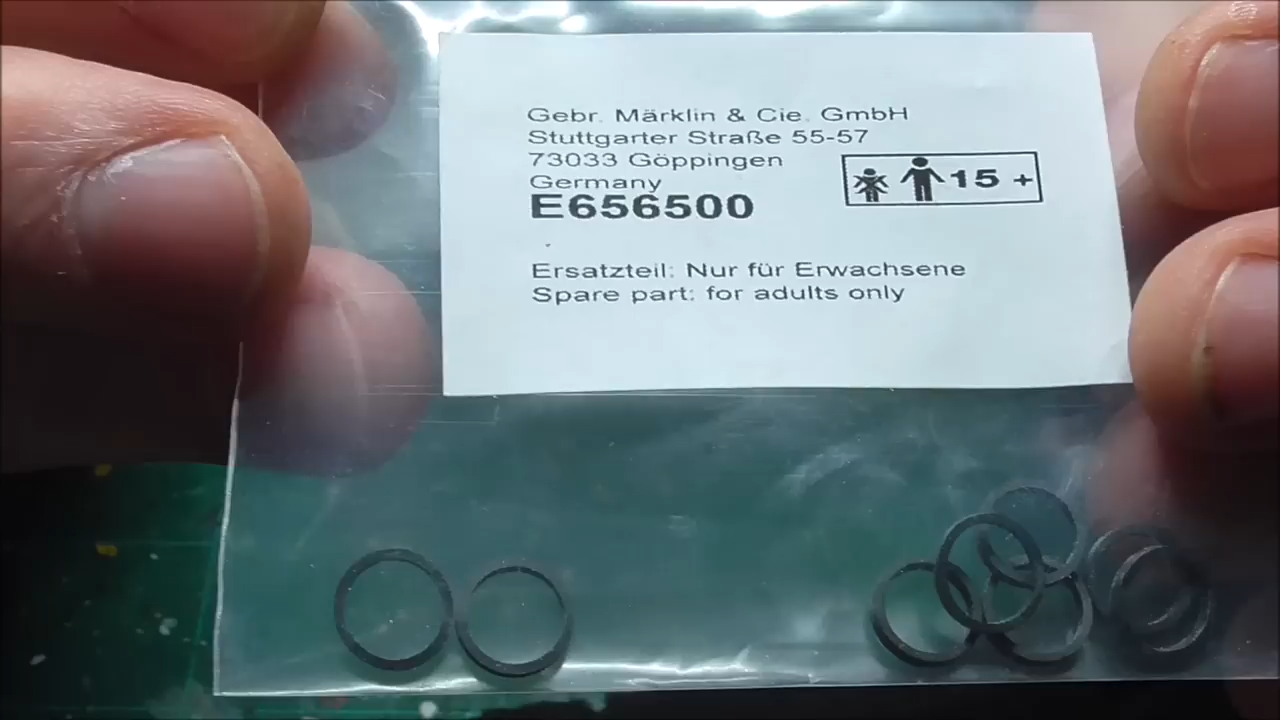 Gebr. Märklin & Cie. GmbH
Stuttgarter Straße 55-57
73033 Göppingen
Germany
E656500
15 +
Ersatzteil: Nur für Erwachsene
Spare part: for adults only